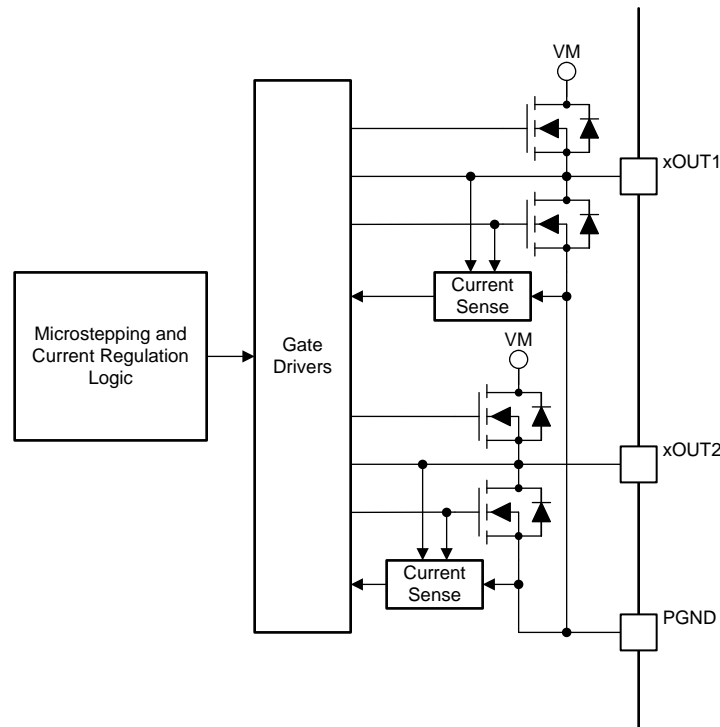 VM
xOUT1
Current
Sense
Microstepping and
Current Regulation
Logic
Gate
Drivers
VM
xOUT2
Current
Sense
PGND